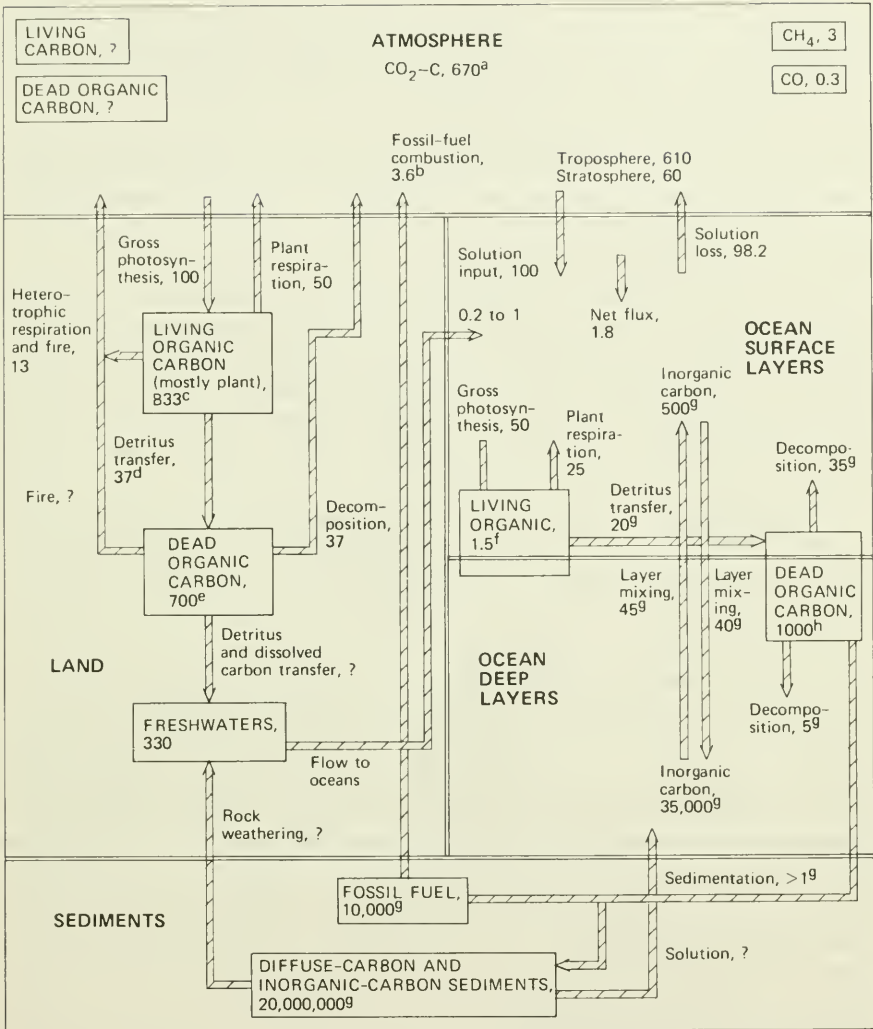 LIVING
CARBON, ?
DEAD ORGANIC
CARBON, ?
ATMOSPHERE
CO₂–C, 670ᵃ
CH₄, 3
CO, 0.3
Fossil-fuel
combustion,
3.6ᵇ
Troposphere, 610
Stratosphere, 60
Gross
photosyn-
thesis, 100
Plant
respira-
tion, 50
Solution
input, 100
Solution
loss, 98.2
Hetero-
trophic
respiration
and fire,
13
LIVING
ORGANIC
CARBON
(mostly plant),
833ᶜ
0.2 to 1
Net flux,
1.8
OCEAN
SURFACE
LAYERS
Inorganic
carbon,
500ᵍ
Gross
photosyn-
thesis, 50
Plant
respira-
tion,
25
Decompo-
sition, 35ᵍ
Detritus
transfer,
37ᵈ
Fire, ?
Decom-
position,
37
LIVING
ORGANIC,
1.5ᶠ
Detritus
transfer,
20ᵍ
DEAD
ORGANIC
CARBON,
700ᵉ
Layer
mixing,
45ᵍ
Layer
mix-
ing,
40ᵍ
DEAD
ORGANIC
CARBON,
1000ʰ
Detritus
and dissolved
carbon transfer, ?
LAND
OCEAN
DEEP
LAYERS
Decompo-
sition, 5ᵍ
FRESHWATERS,
330
Flow to
oceans
Inorganic
carbon,
35,000ᵍ
Rock
weathering, ?
SEDIMENTS
FOSSIL FUEL,
10,000ᵍ
Sedimentation, >1ᵍ
DIFFUSE-CARBON AND
INORGANIC-CARBON SEDIMENTS,
20,000,000ᵍ
Solution, ?